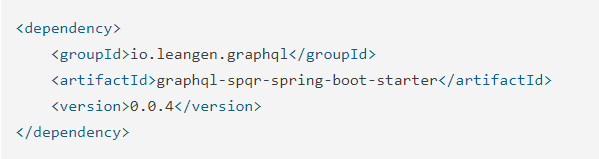 <dependency>
    <groupId>io.leangen.graphql</groupId>
    <artifactId>graphql-spqr-spring-boot-starter</artifactId>
    <version>0.0.4</version>
</dependency>